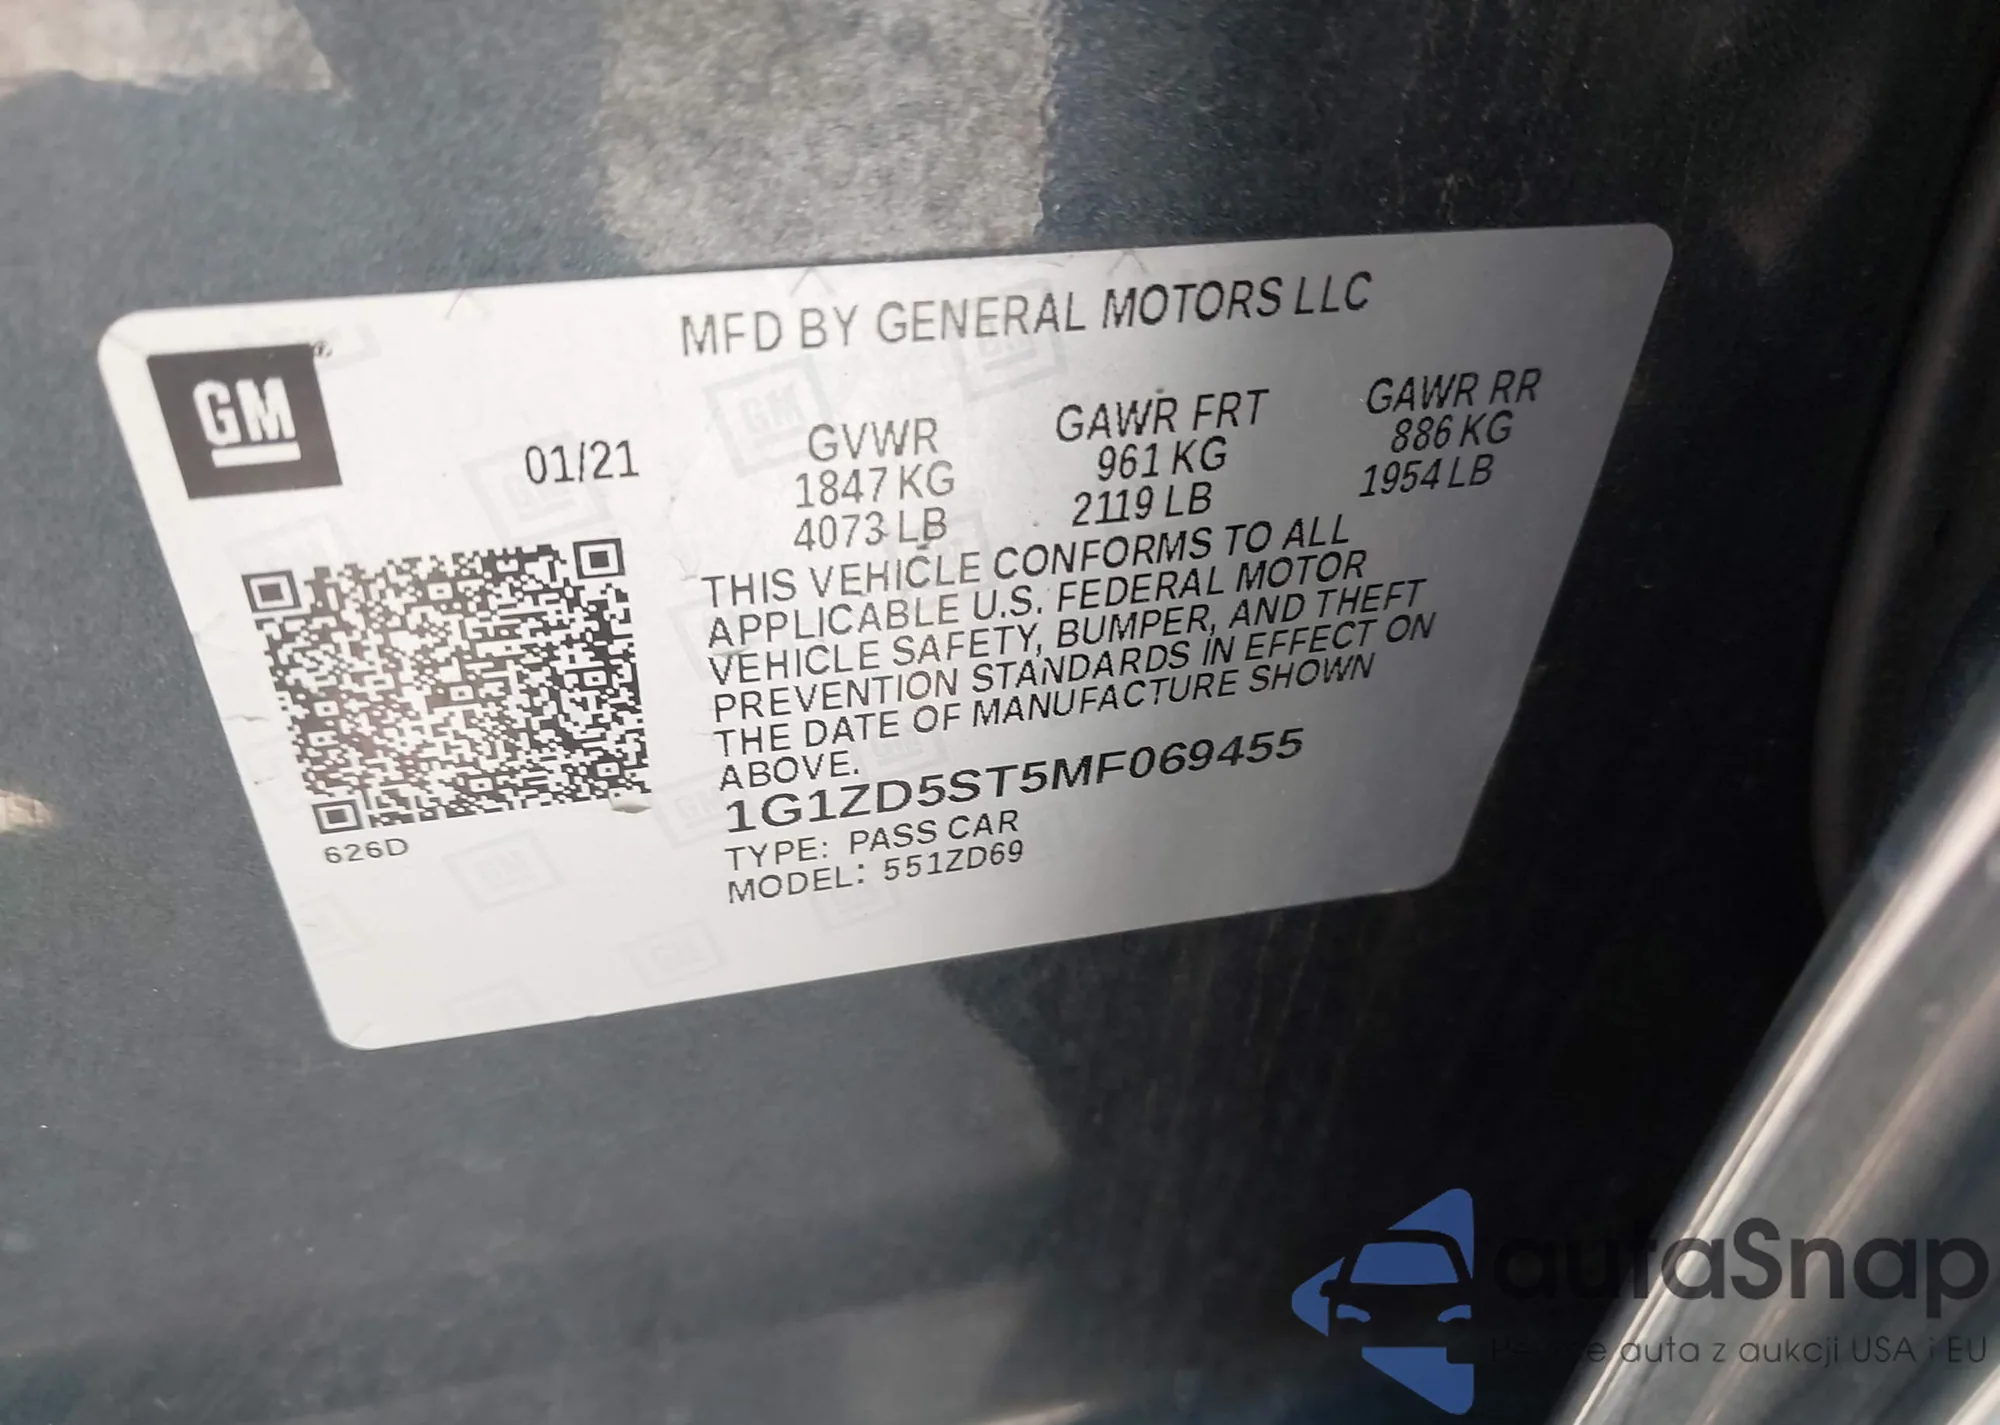 MFD BY GENERAL MOTORS LLC
GM
®
01/21
GVWR
1847 KG
4073 LB
GAWR FRT
961 KG
2119 LB
GAWR RR
886 KG
1954 LB
THIS VEHICLE CONFORMS TO ALL
APPLICABLE U.S. FEDERAL MOTOR
VEHICLE SAFETY, BUMPER, AND THEFT
PREVENTION STANDARDS IN EFFECT ON
THE DATE OF MANUFACTURE SHOWN
ABOVE.
1G1ZD5ST5MF069455
TYPE: PASS CAR
MODEL: 551ZD69
626D
autaSnap
auta z aukcji USA i EU